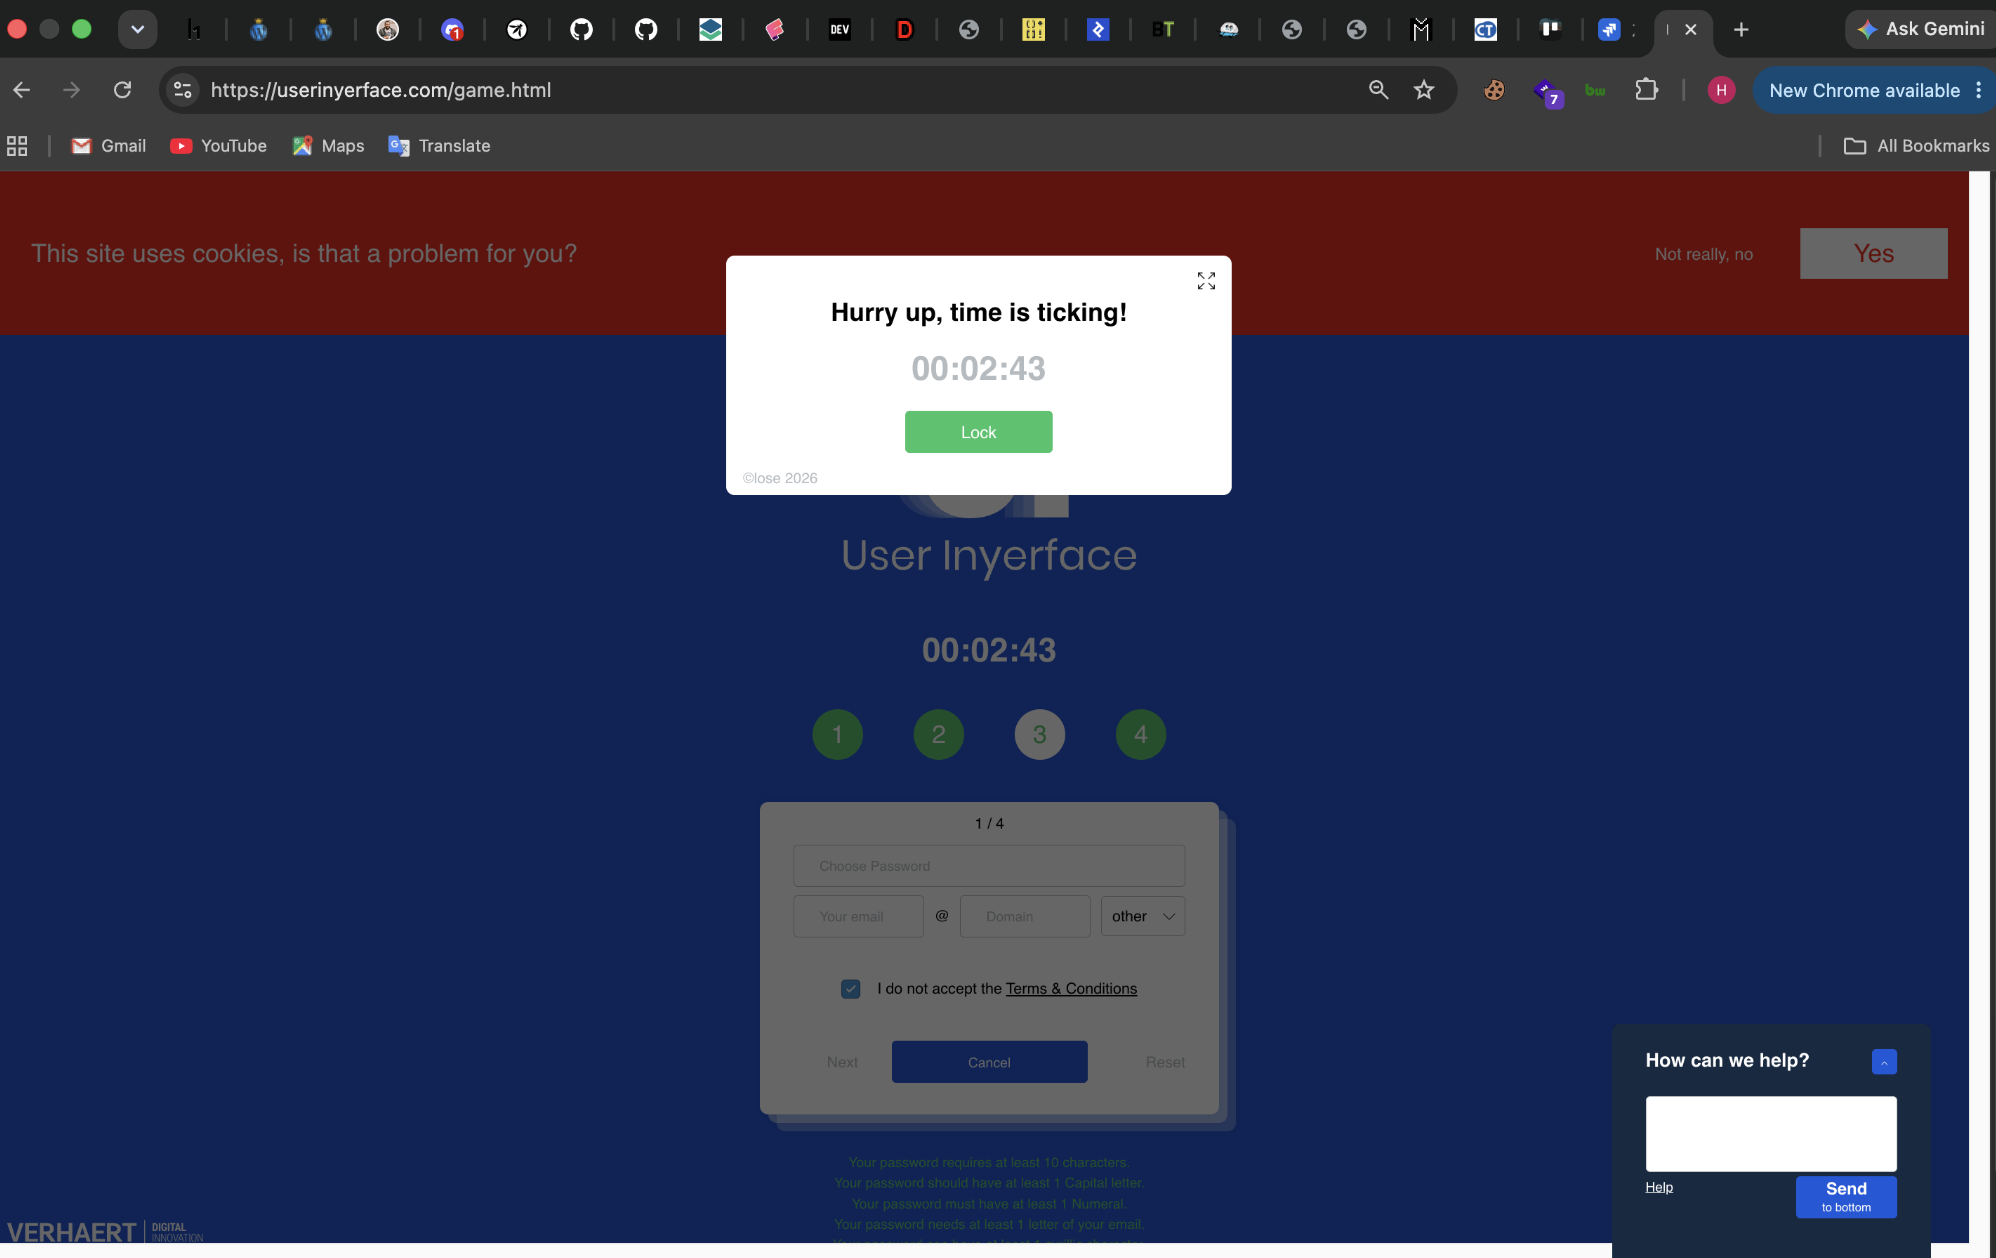 DEV
D
BT
CT
Ask Gemini
https://userinyerface.com/game.html
7
bw
H
New Chrome available
Gmail
YouTube
Maps
Translate
All Bookmarks
This site uses cookies, is that a problem for you?
Not really, no
Yes
Hurry up, time is ticking!
00:02:43
Lock
©lose 2026
User Inyerface
00:02:43
1 2 3 4
1 / 4
Choose Password
Your email @ Domain other
I do not accept the Terms & Conditions
Next Cancel Reset
Your password requires at least 10 characters.
Your password should have at least 1 Capital letter.
Your password must have at least 1 Numeral.
Your password needs at least 1 letter of your email.
How can we help?
Help
Send
to bottom
VERHAERT DIGITAL
INNOVATION